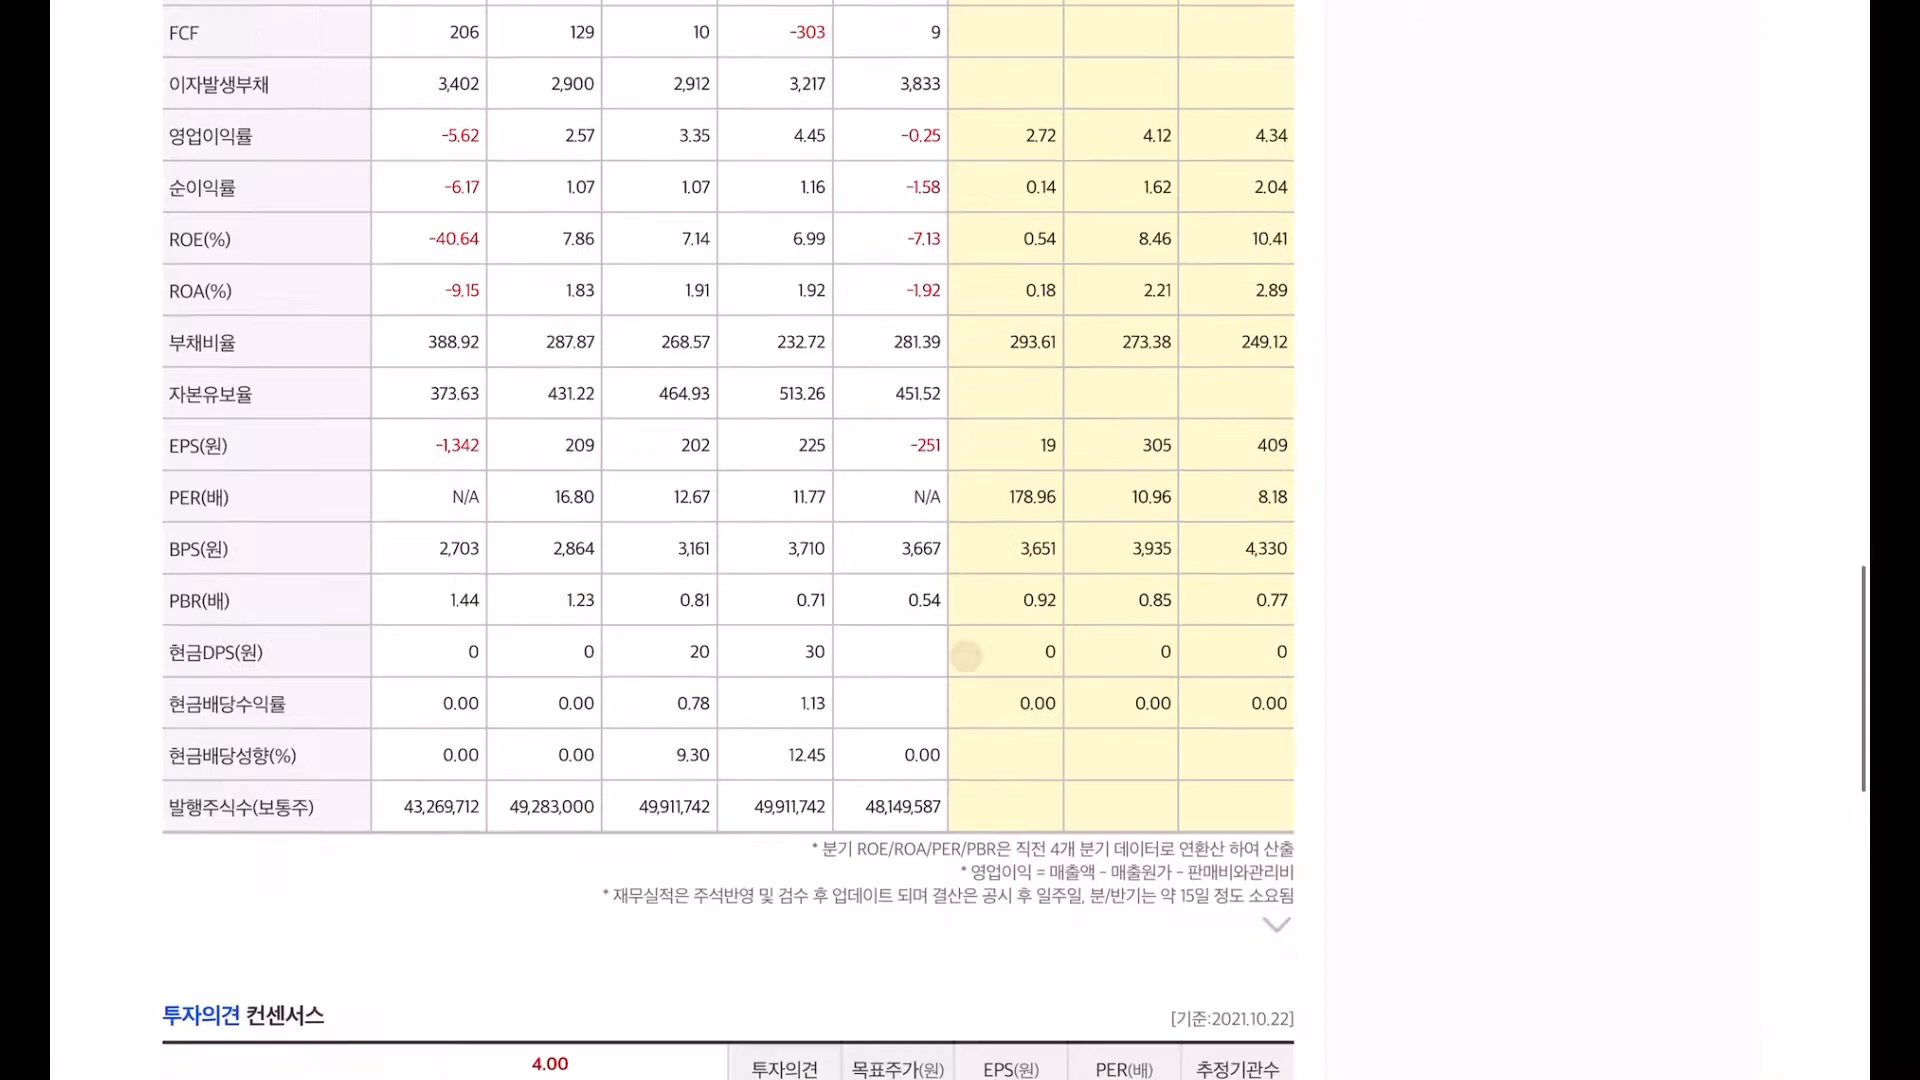 FCF 206 129 10 -303 9
이자발생부채 3,402 2,900 2,912 3,217 3,833
영업이익률 -5.62 2.57 3.35 4.45 -0.25 2.72 4.12 4.34
순이익률 -6.17 1.07 1.07 1.16 -1.58 0.14 1.62 2.04
ROE(%) -40.64 7.86 7.14 6.99 -7.13 0.54 8.46 10.41
ROA(%) -9.15 1.83 1.91 1.92 -1.92 0.18 2.21 2.89
부채비율 388.92 287.87 268.57 232.72 281.39 293.61 273.38 249.12
자본유보율 373.63 431.22 464.93 513.26 451.52
EPS(원) -1,342 209 202 225 -251 19 305 409
PER(배) N/A 16.80 12.67 11.77 N/A 178.96 10.96 8.18
BPS(원) 2,703 2,864 3,161 3,710 3,667 3,651 3,935 4,330
PBR(배) 1.44 1.23 0.81 0.71 0.54 0.92 0.85 0.77
현금DPS(원) 0 0 20 30 0 0 0
현금배당수익률 0.00 0.00 0.78 1.13 0.00 0.00 0.00
현금배당성향(%) 0.00 0.00 9.30 12.45 0.00
발행주식수(보통주) 43,269,712 49,283,000 49,911,742 49,911,742 48,149,587
* 분기 ROE/ROA/PER/PBR은 직전 4개 분기 데이터로 연환산 하여 산출
* 영업이익 = 매출액 - 매출원가 - 판매비와관리비
* 재무실적은 주석반영 및 검수 후 업데이트 되며 결산은 공시 후 일주일, 분/반기는 약 15일 정도 소요됨
투자의견 컨센서스 [기준:2021.10.22]
4.00 투자의견 목표주가(원) EPS(원) PER(배) 추정기관수